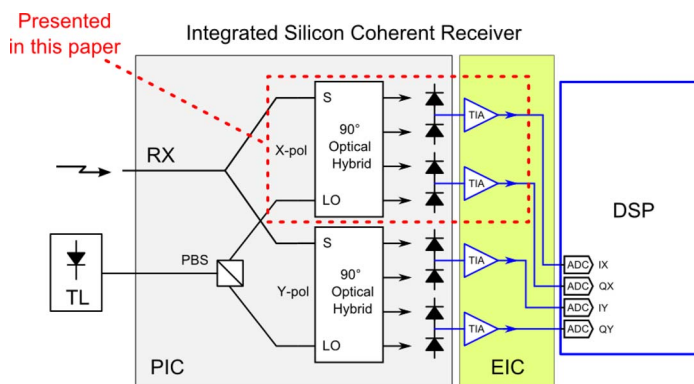 Presented
in this paper
Integrated Silicon Coherent Receiver
S
90°
Optical
Hybrid
X-pol
LO
RX
TL
PBS
S
90°
Optical
Hybrid
Y-pol
LO
PIC
TIA
TIA
TIA
TIA
EIC
DSP
ADC IX
ADC QX
ADC IY
ADC QY